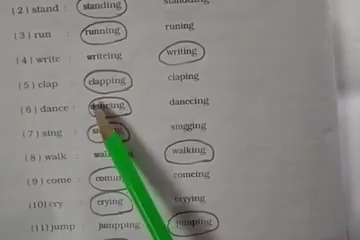 (2) stand : standing
(3) run : running runing
(4) write : writeing writing
(5) clap : clapping claping
(6) dance : dancing dancecing
(7) sing : singging
(8) walk : walking
(9) come : comeing
(10) cry : crying cryying
(11) jump : jumpping jumping